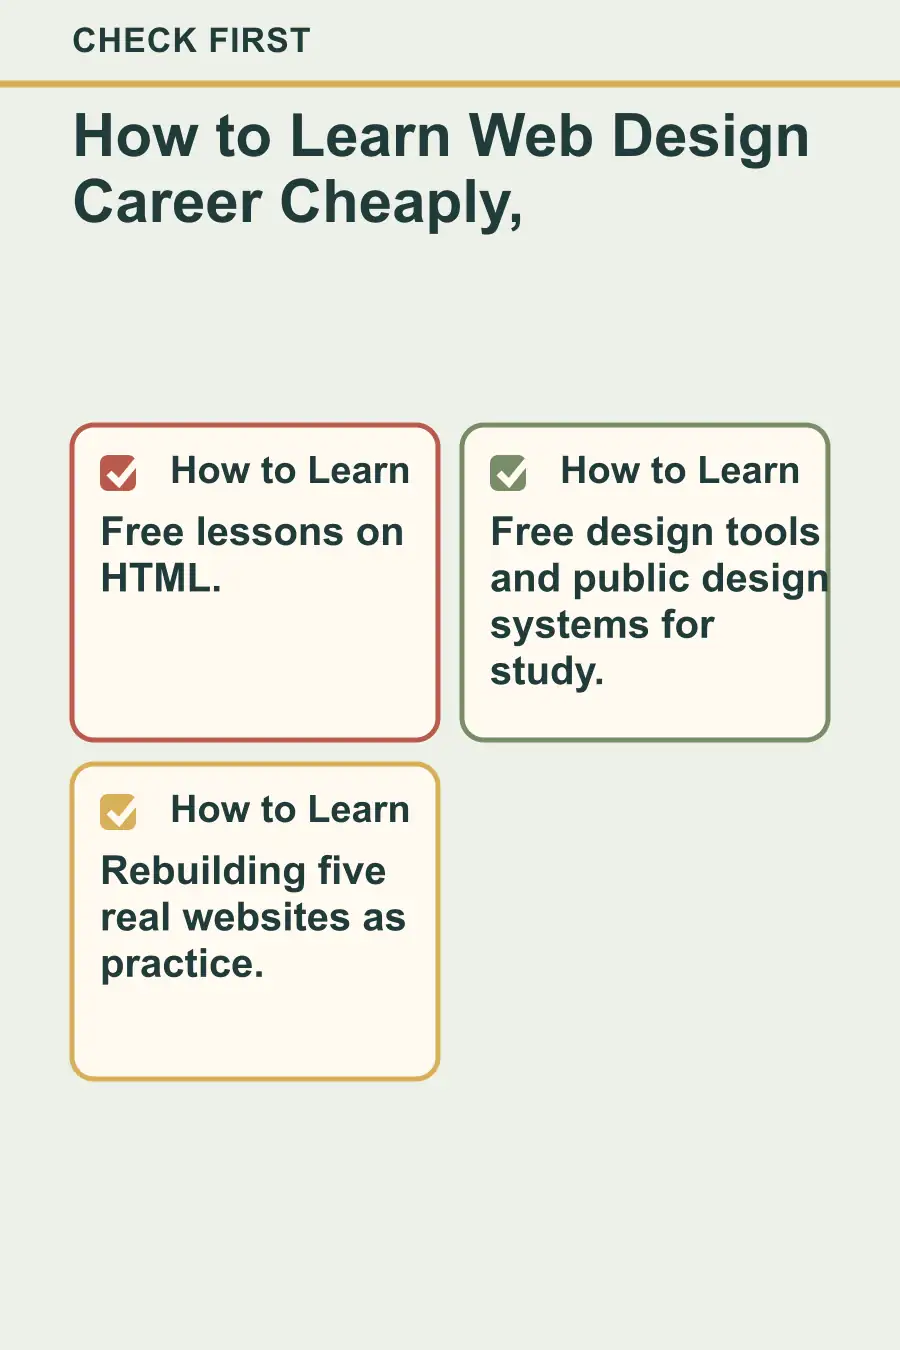 CHECK FIRST
How to Learn Web Design
Career Cheaply,
How to Learn
Free lessons on
HTML.
How to Learn
Free design tools
and public design
systems for
study.
How to Learn
Rebuilding five
real websites as
practice.